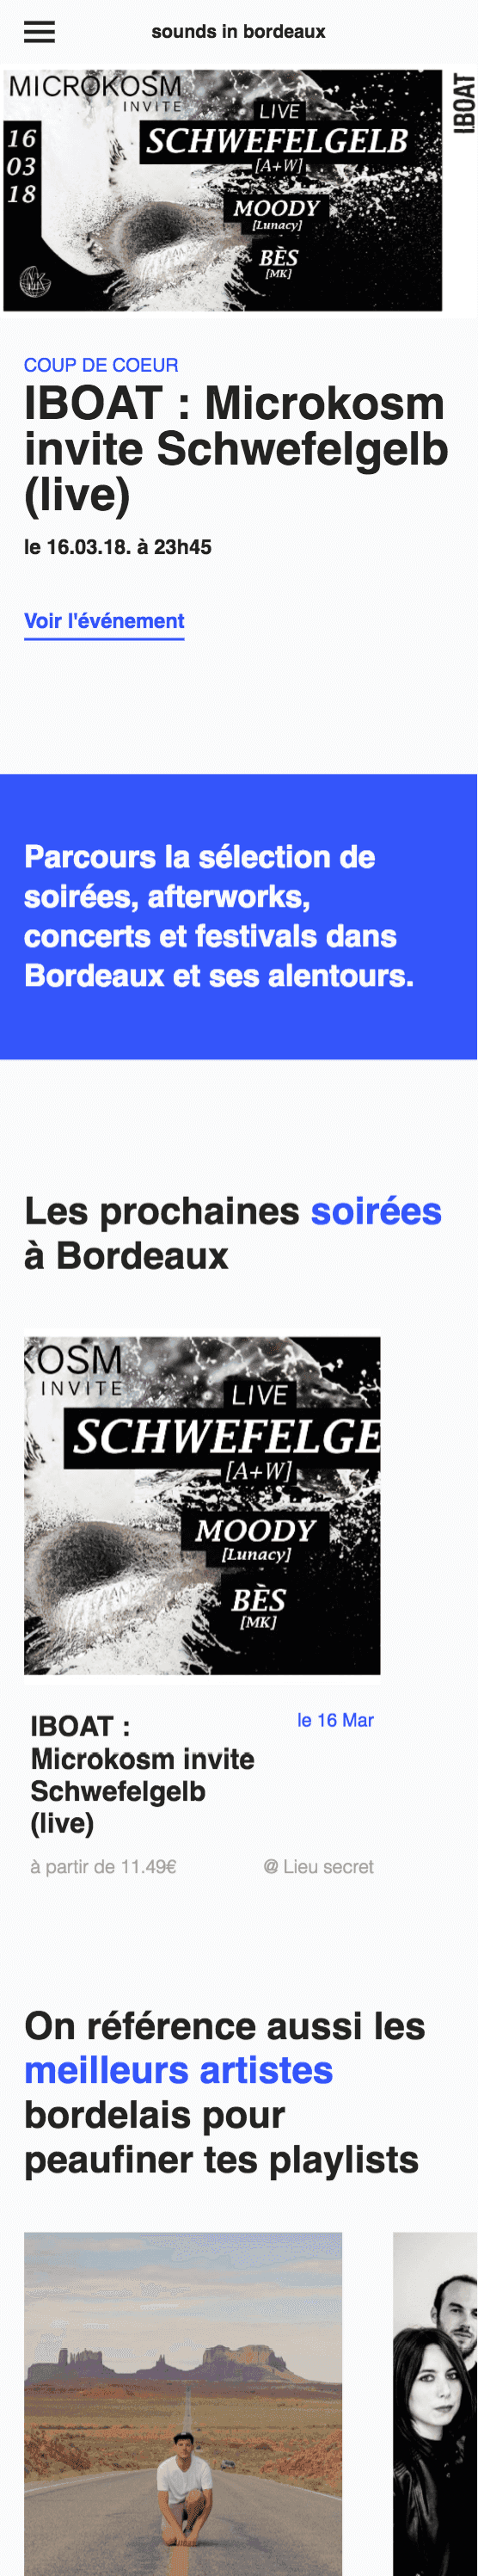 sounds in bordeaux
MICROKOSM
INVITE
IBOAT
16
03
18
LIVE
SCHWEFELGELB
[A+W]
MOODY
[Lunacy]
BÈS
[MK]
COUP DE COEUR
IBOAT : Microkosm
invite Schwefelgelb
(live)
le 16.03.18. à 23h45
Voir l'événement
Parcours la sélection de
soirées, afterworks,
concerts et festivals dans
Bordeaux et ses alentours.
Les prochaines soirées
à Bordeaux
KOSM
INVITE
LIVE
SCHWEFELGE
[A+W]
MOODY
[Lunacy]
BÈS
[MK]
IBOAT :
Microkosm invite
Schwefelgelb
(live)
le 16 Mar
à partir de 11.49€
@ Lieu secret
On référence aussi les
meilleurs artistes
bordelais pour
peaufiner tes playlists